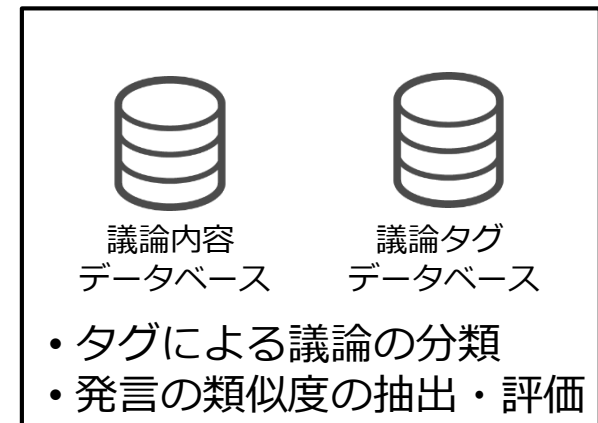 議論内容
データベース
議論タグ
データベース
• タグによる議論の分類
• 発言の類似度の抽出・評価